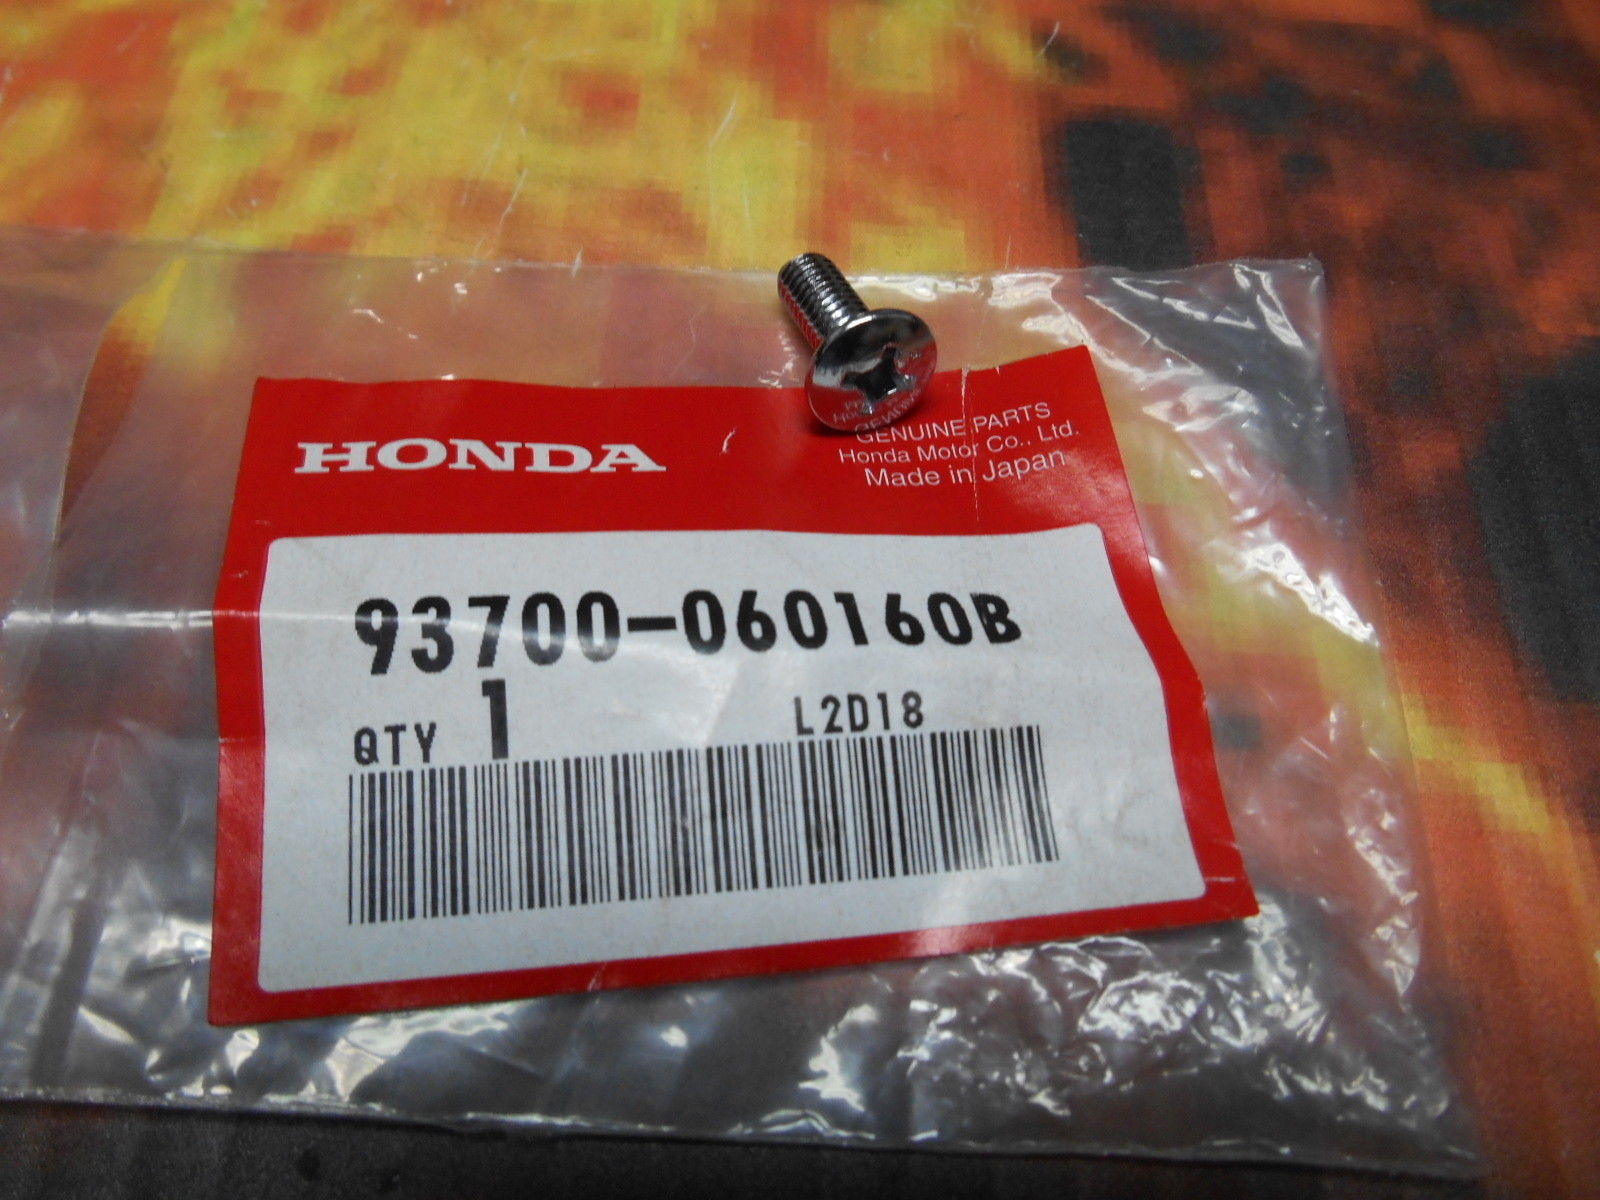 HONDA
GENUINE PARTS
Honda Motor Co., Ltd.
Made in Japan
93700-060160B
QTY 1
L2D18